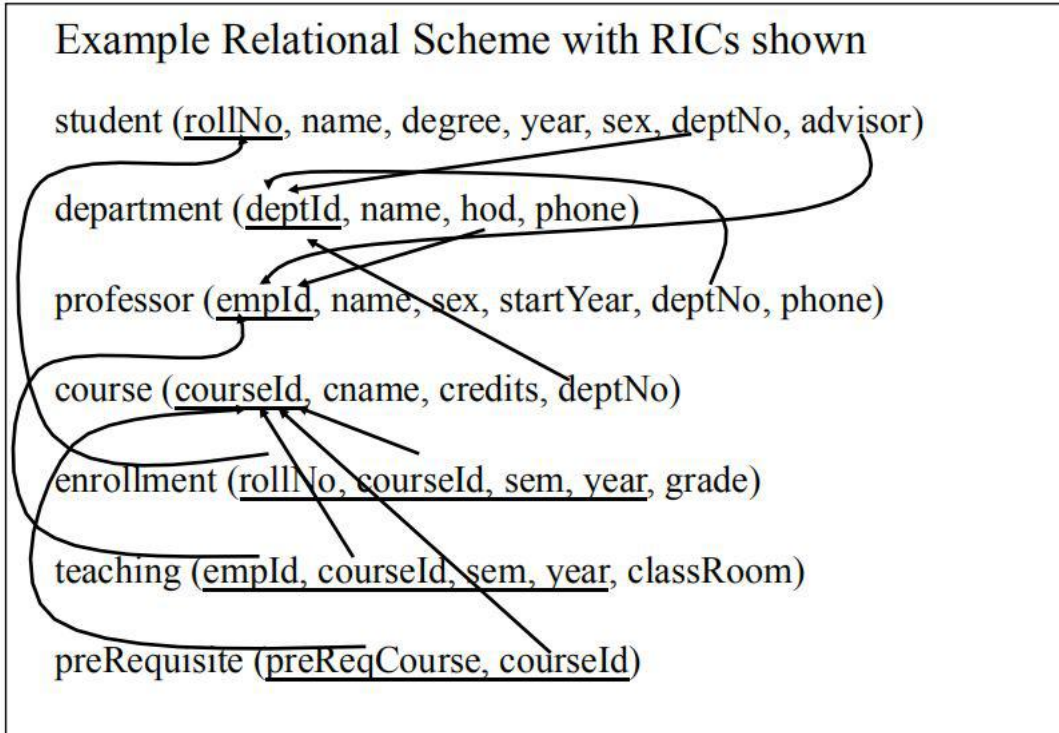 Example Relational Scheme with RICs shown
student (rollNo, name, degree, year, sex, deptNo, advisor)
department (deptId, name, hod, phone)
professor (empId, name, sex, startYear, deptNo, phone)
course (courseId, cname, credits, deptNo)
enrollment (rollNo, courseId, sem, year, grade)
teaching (empId, courseId, sem, year, classRoom)
preRequisite (preReqCourse, courseId)